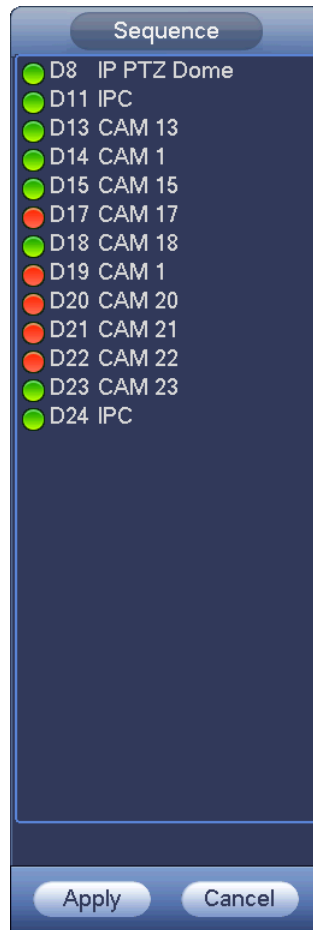 Sequence
D8 IP PTZ Dome
D11 IPC
D13 CAM 13
D14 CAM 1
D15 CAM 15
D17 CAM 17
D18 CAM 18
D19 CAM 1
D20 CAM 20
D21 CAM 21
D22 CAM 22
D23 CAM 23
D24 IPC
Apply Cancel